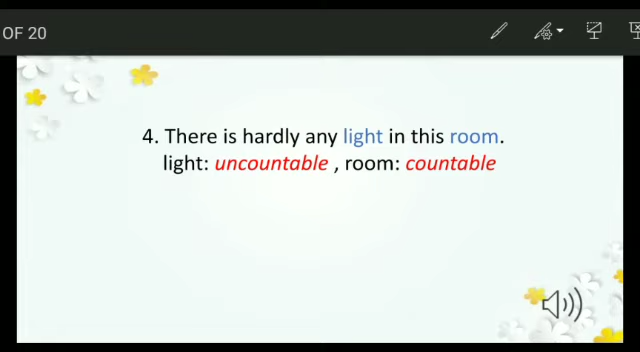 OF 20
4. There is hardly any light in this room.
light: uncountable , room: countable